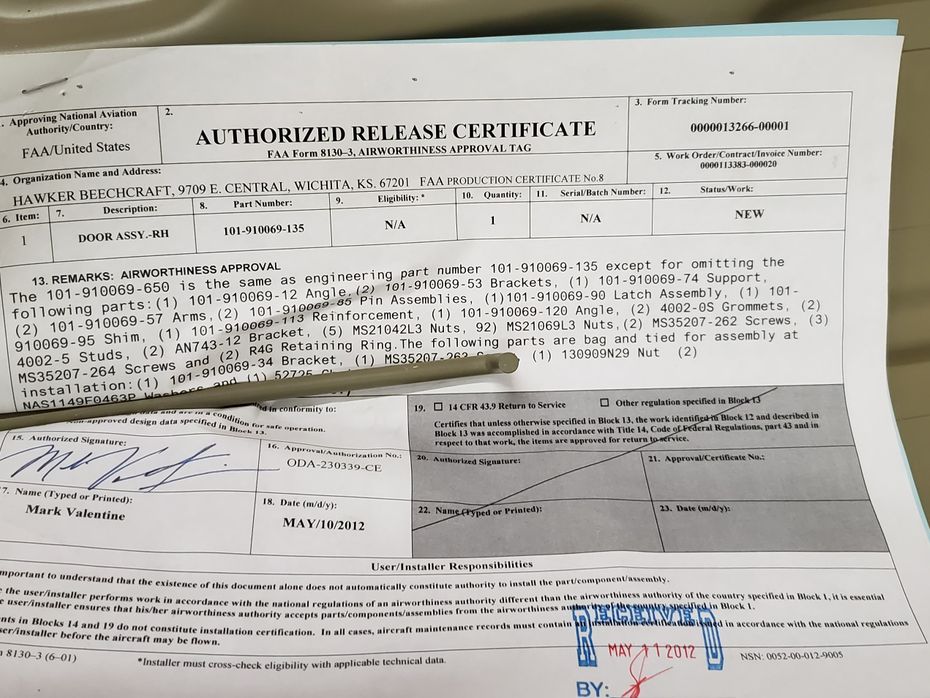 1. Approving National Aviation Authority/Country:
FAA/United States
2.
AUTHORIZED RELEASE CERTIFICATE
FAA Form 8130–3, AIRWORTHINESS APPROVAL TAG
3. Form Tracking Number:
0000013266-00001
4. Organization Name and Address:
HAWKER BEECHCRAFT, 9709 E. CENTRAL, WICHITA, KS. 67201 FAA PRODUCTION CERTIFICATE No.8
5. Work Order/Contract/Invoice Number:
0000113383-000020
6. Item: 7. Description: 8. Part Number: 9. Eligibility: * 10. Quantity: 11. Serial/Batch Number: 12. Status/Work:
1 DOOR ASSY.-RH 101-910069-135 N/A 1 N/A NEW
13. REMARKS: AIRWORTHINESS APPROVAL
The 101-910069-650 is the same as engineering part number 101-910069-135 except for omitting the
following parts:(1) 101-910069-12 Angle,(2) 101-910069-53 Brackets, (1) 101-910069-74 Support,
(2) 101-910069-57 Arms,(2) 101-910069-85 Pin Assemblies, (1)101-910069-90 Latch Assembly, (1) 101-
910069-95 Shim, (1) 101-910069-113 Reinforcement, (1) 101-910069-120 Angle, (2) 4002-0S Grommets, (2)
4002-5 Studs, (2) AN743-12 Bracket, (5) MS21042L3 Nuts, 92) MS21069L3 Nuts,(2) MS35207-262 Screws, (3)
MS35207-264 Screws and (2) R4G Retaining Ring.The following parts are bag and tied for assembly at
installation:(1) 101-910069-34 Bracket, (1) MS35207-263 (1) 130909N29 Nut (2)
NAS1149F0463P Washers and (1) 52725
in conformity to:
data and are in a condition for safe operation.
Non-approved design data specified in Block 13.
15. Authorized Signature:
16. Approval/Authorization No.:
ODA-230339-CE
17. Name (Typed or Printed):
Mark Valentine
18. Date (m/d/y):
MAY/10/2012
19. 14 CFR 43.9 Return to Service Other regulation specified in Block 13
Certifies that unless otherwise specified in Block 13, the work identified in Block 12 and described in
Block 13 was accomplished in accordance with Title 14, Code of Federal Regulations, part 43 and in
respect to that work, the items are approved for return to service.
20. Authorized Signature: 21. Approval/Certificate No.:
22. Name (Typed or Printed): 23. Date (m/d/y):
User/Installer Responsibilities
important to understand that the existence of this document alone does not automatically constitute authority to install the part/component/assembly.
the user/installer performs work in accordance with the national regulations of an airworthiness authority different than the airworthiness authority of the country specified in Block 1, it is essential
user/installer ensures that his/her airworthiness authority accepts parts/components/assemblies from the airworthiness authority of the country specified in Block 1.
nts in Blocks 14 and 19 do not constitute installation certification. In all cases, aircraft maintenance records must contain an installation certification issued in accordance with the national regulations
user/installer before the aircraft may be flown.
8130–3 (6–01) *Installer must cross-check eligibility with applicable technical data. NSN: 0052-00-012-9005
RECEIVED
MAY 11 2012
BY: